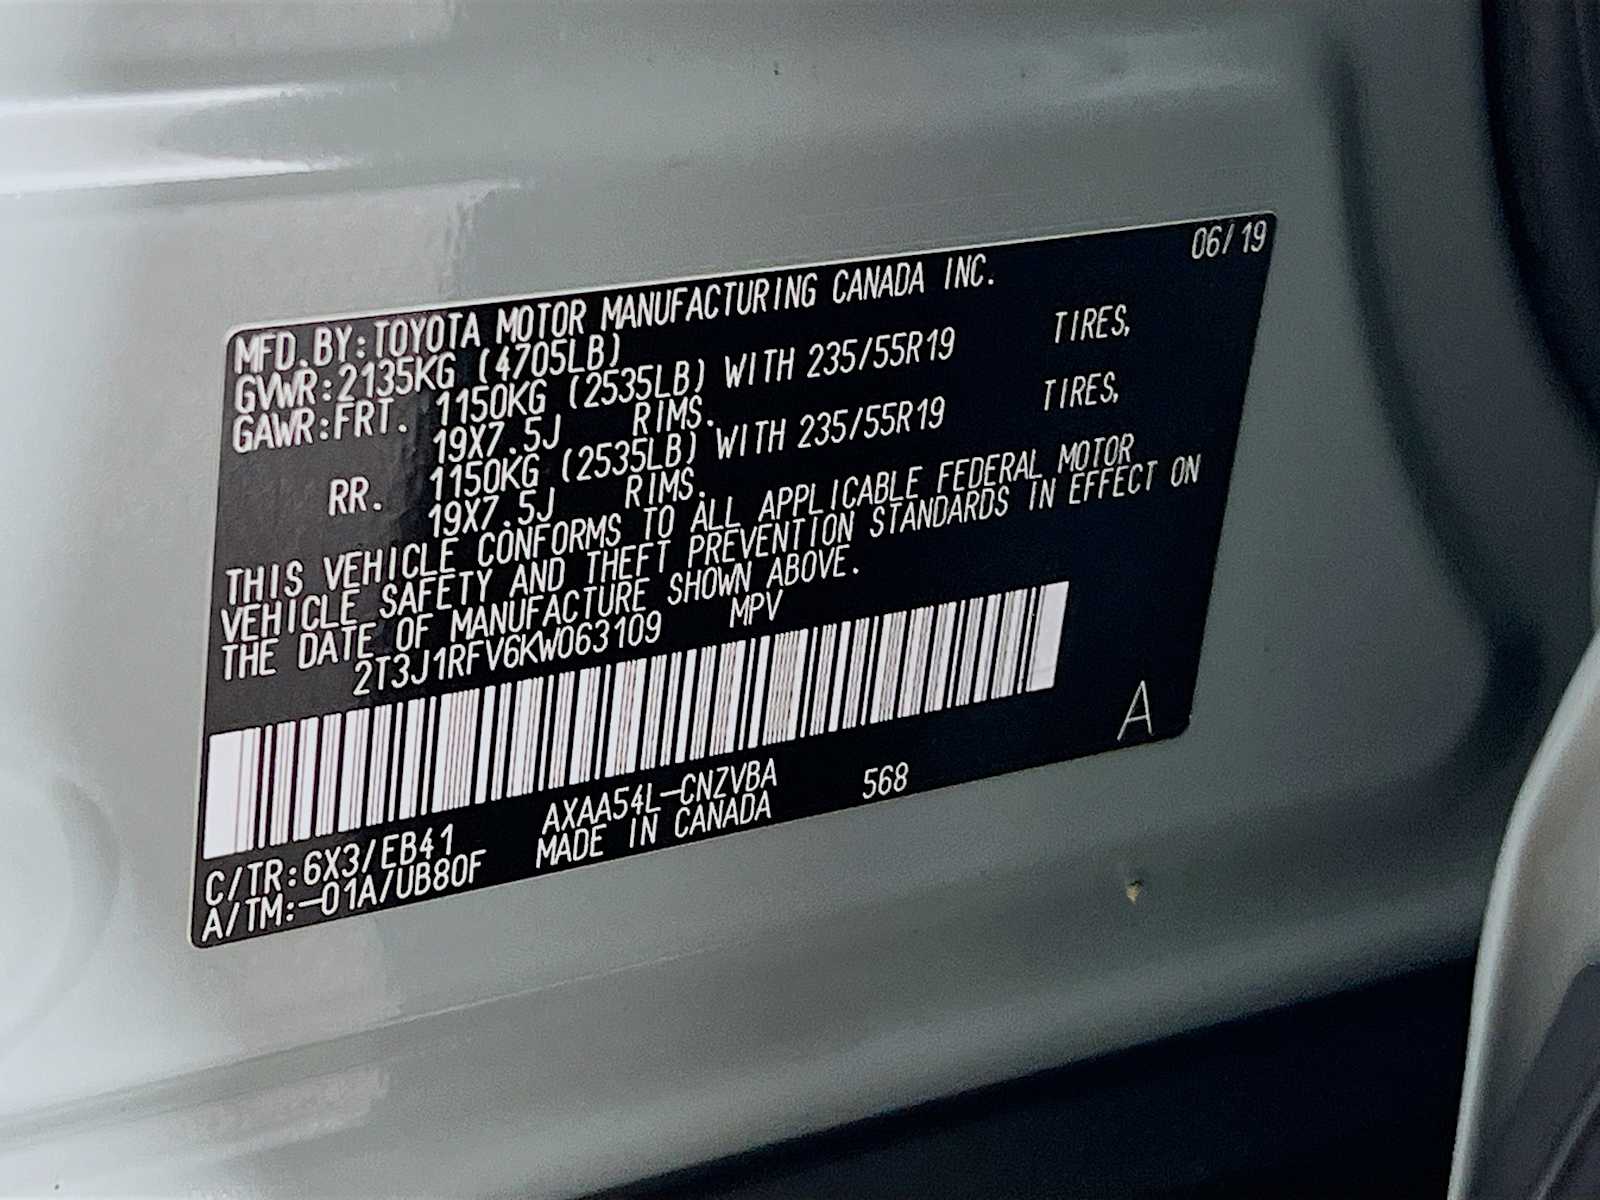 06/19
MFD.BY:TOYOTA MOTOR MANUFACTURING CANADA INC.
GVWR:2135KG (4705LB)
GAWR:FRT. 1150KG (2535LB) WITH 235/55R19 TIRES,
19X7.5J RIMS.
RR. 1150KG (2535LB) WITH 235/55R19 TIRES,
19X7.5J RIMS.
THIS VEHICLE CONFORMS TO ALL APPLICABLE FEDERAL MOTOR
VEHICLE SAFETY AND THEFT PREVENTION STANDARDS IN EFFECT ON
THE DATE OF MANUFACTURE SHOWN ABOVE.
2T3J1RFV6KW063109 MPV
A
C/TR:6X3/EB41 AXAA54L-CNZVBA 568
A/TM:-01A/UB80F MADE IN CANADA